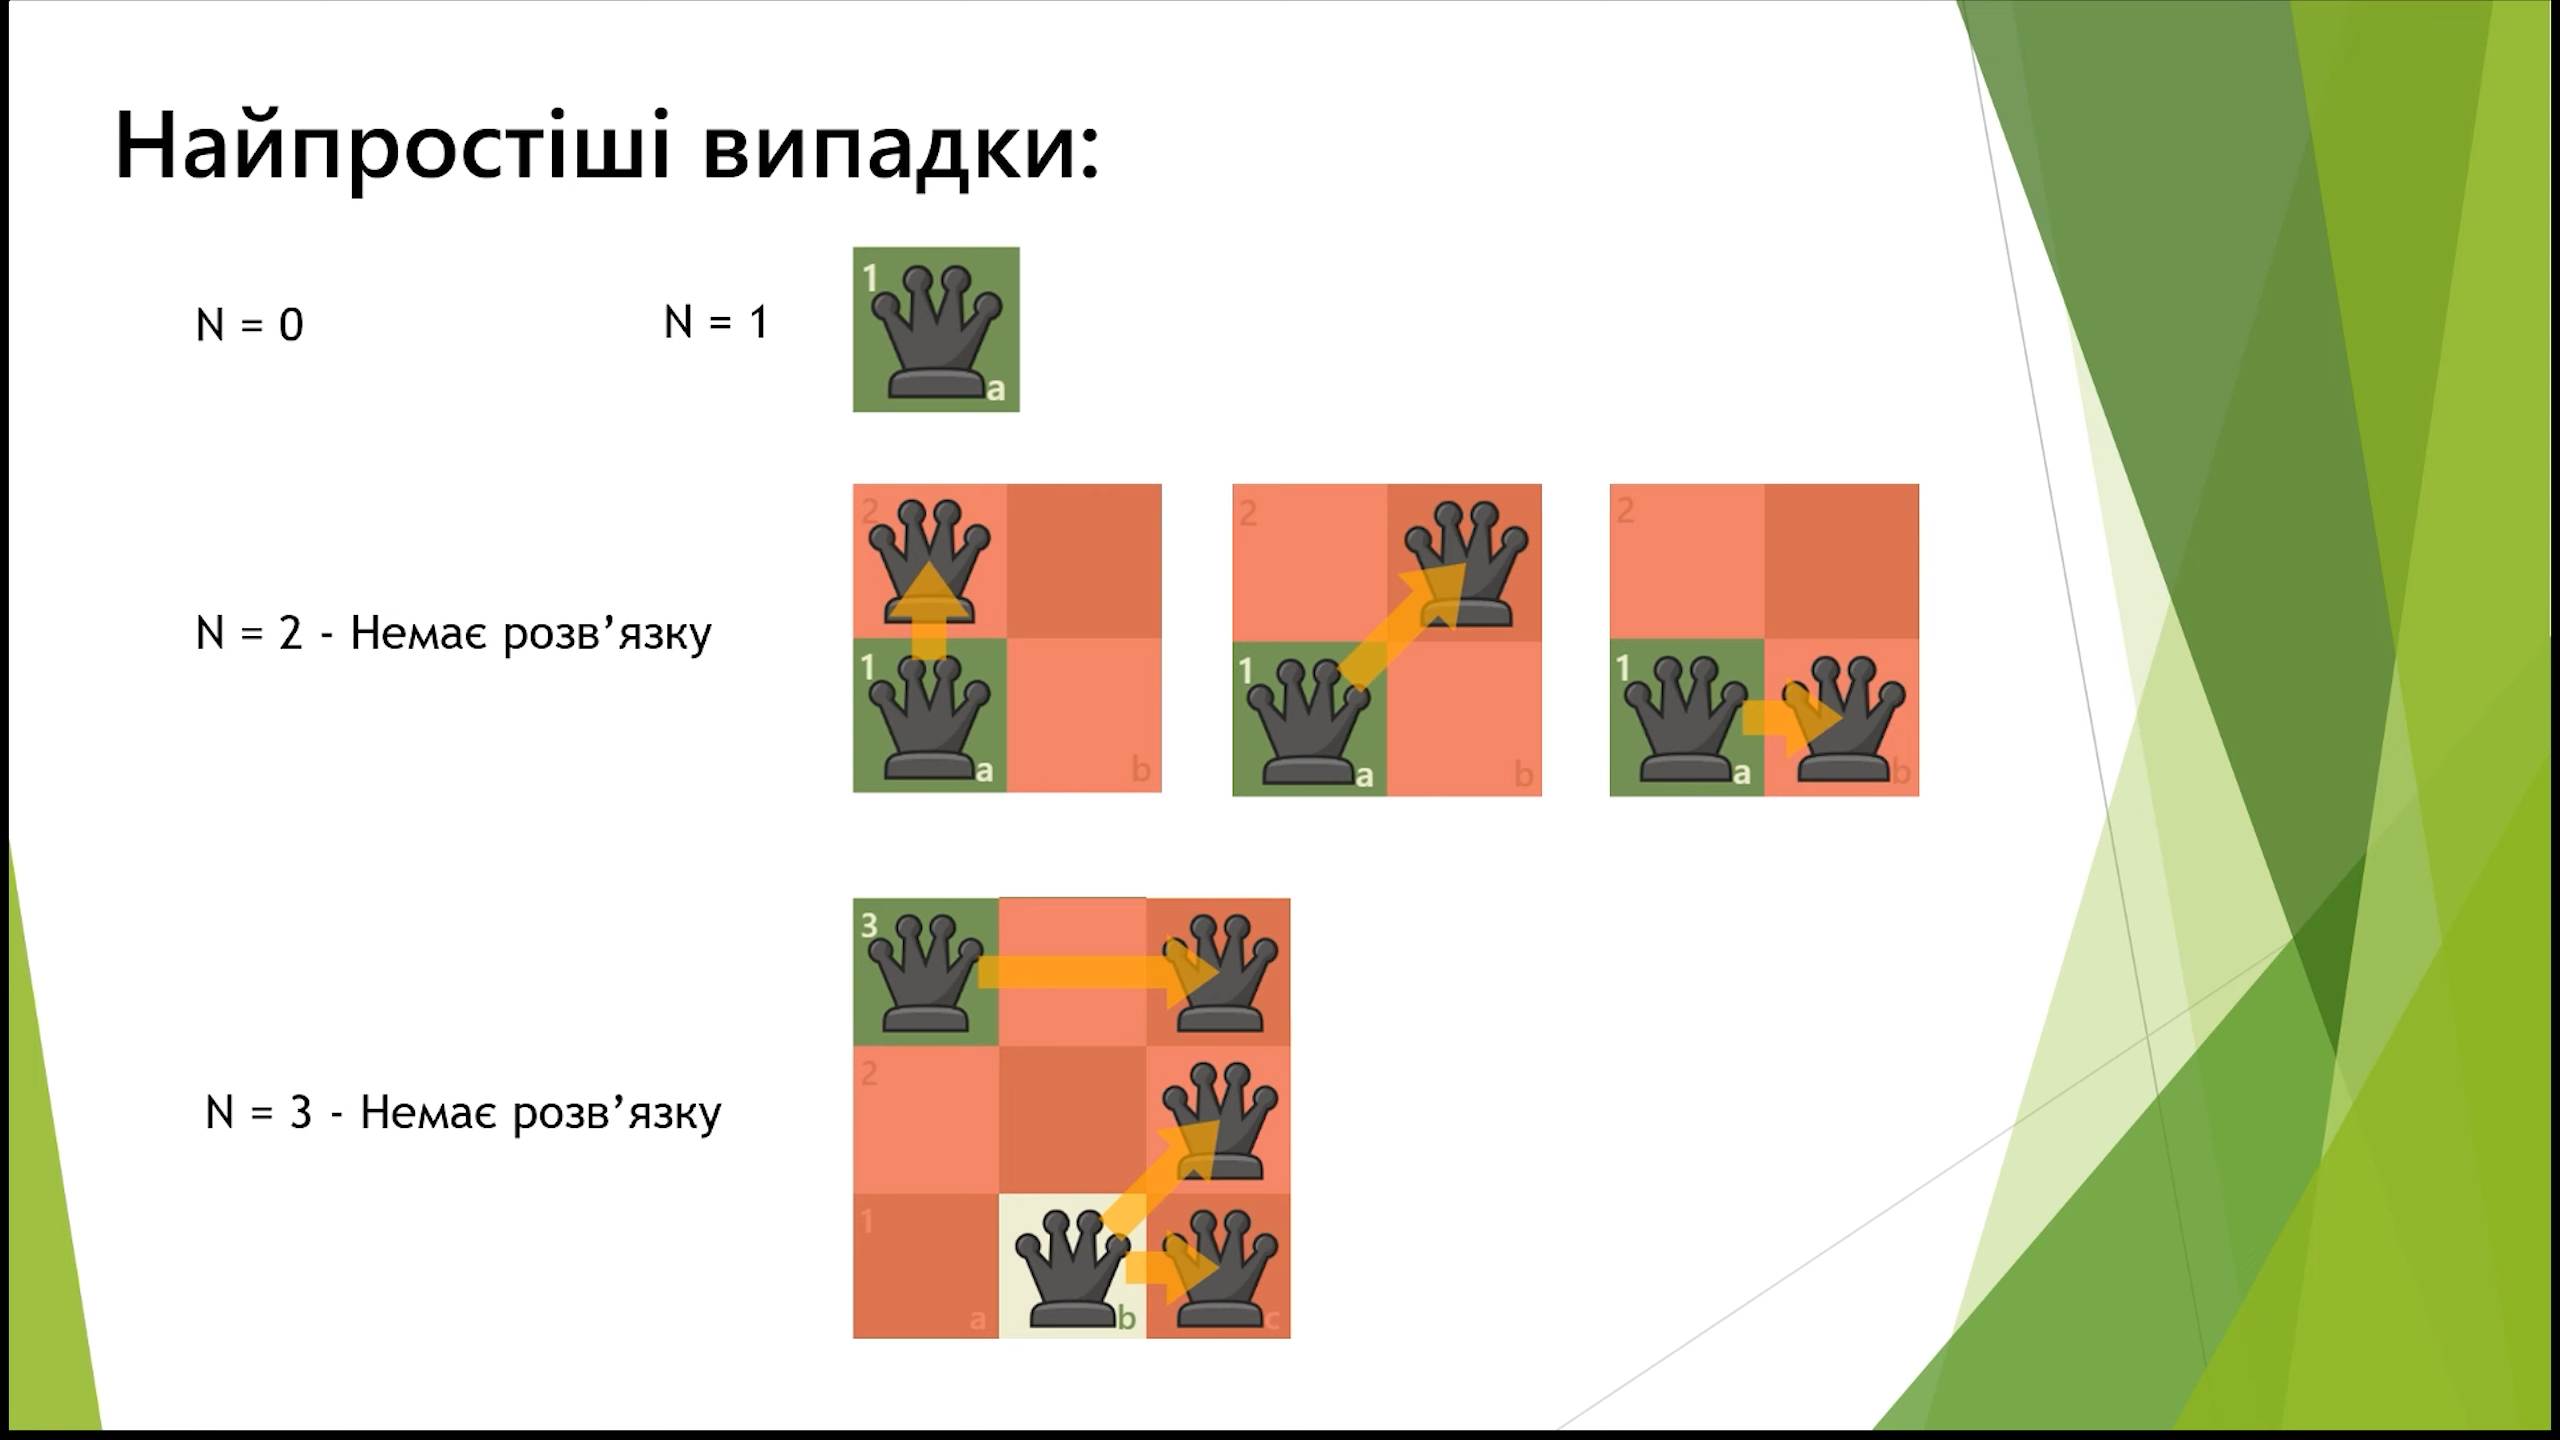 Найпростіші випадки:
N = 0
N = 1
1
a
N = 2 - Немає розв’язку
2
1
a
b
2
1
a
b
2
1
a
b
N = 3 - Немає розв’язку
3
2
1
a
b
c